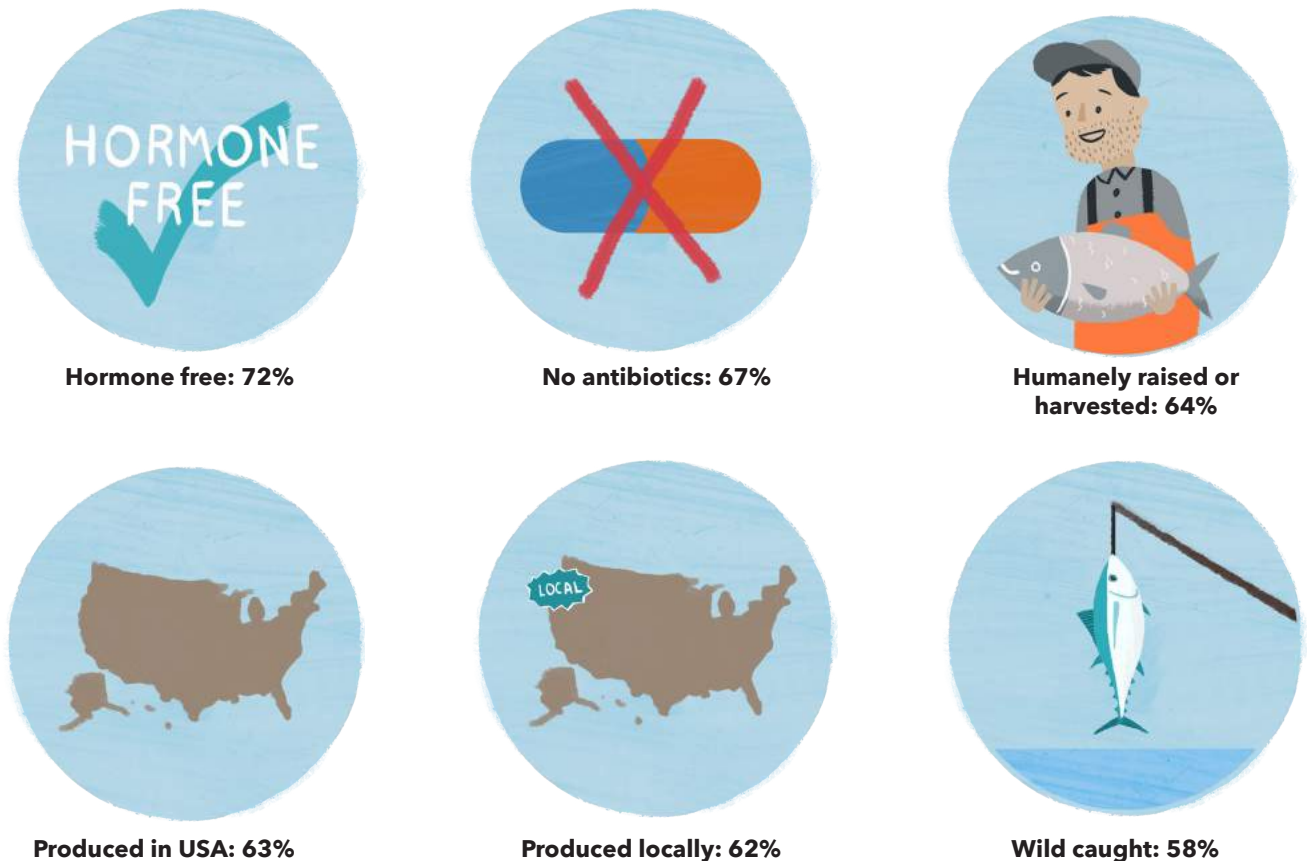 HORMONE
FREE
Hormone free: 72%
No antibiotics: 67%
Humanely raised or
harvested: 64%
LOCAL
Produced in USA: 63%
Produced locally: 62%
Wild caught: 58%